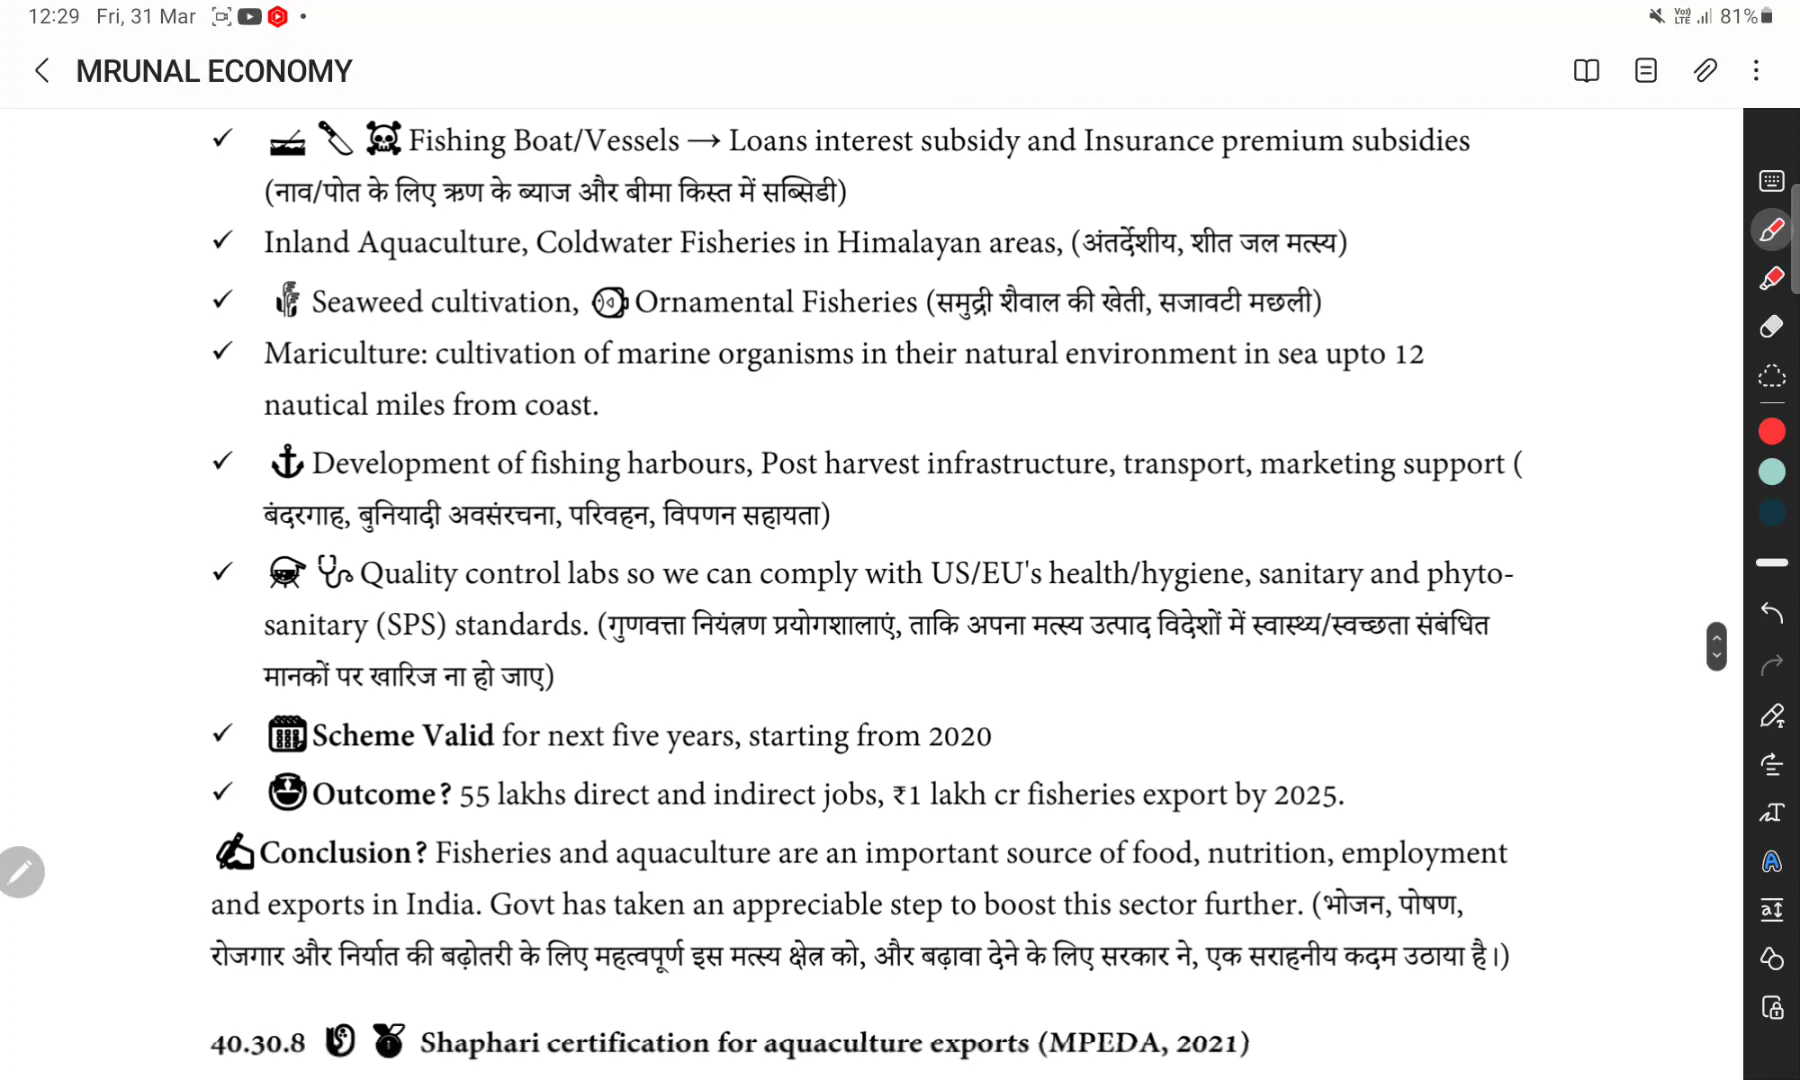 12:29 Fri, 31 Mar 81%
MRUNAL ECONOMY
✓ Fishing Boat/Vessels → Loans interest subsidy and Insurance premium subsidies
(नाव/पोत के लिए ऋण के ब्याज और बीमा किस्त में सब्सिडी)
✓ Inland Aquaculture, Coldwater Fisheries in Himalayan areas, (अंतर्देशीय, शीत जल मत्स्य)
✓ Seaweed cultivation, Ornamental Fisheries (समुद्री शैवाल की खेती, सजावटी मछली)
✓ Mariculture: cultivation of marine organisms in their natural environment in sea upto 12
nautical miles from coast.
✓ Development of fishing harbours, Post harvest infrastructure, transport, marketing support (
बंदरगाह, बुनियादी अवसंरचना, परिवहन, विपणन सहायता)
✓ Quality control labs so we can comply with US/EU's health/hygiene, sanitary and phyto-
sanitary (SPS) standards. (गुणवत्ता नियंत्रण प्रयोगशालाएं, ताकि अपना मत्स्य उत्पाद विदेशों में स्वास्थ्य/स्वच्छता संबंधित
मानकों पर खारिज ना हो जाए)
✓ Scheme Valid for next five years, starting from 2020
✓ Outcome? 55 lakhs direct and indirect jobs, ₹1 lakh cr fisheries export by 2025.
Conclusion? Fisheries and aquaculture are an important source of food, nutrition, employment
and exports in India. Govt has taken an appreciable step to boost this sector further. (भोजन, पोषण,
रोजगार और निर्यात की बढ़ोतरी के लिए महत्वपूर्ण इस मत्स्य क्षेत्र को, और बढ़ावा देने के लिए सरकार ने, एक सराहनीय कदम उठाया है।)
40.30.8 Shaphari certification for aquaculture exports (MPEDA, 2021)